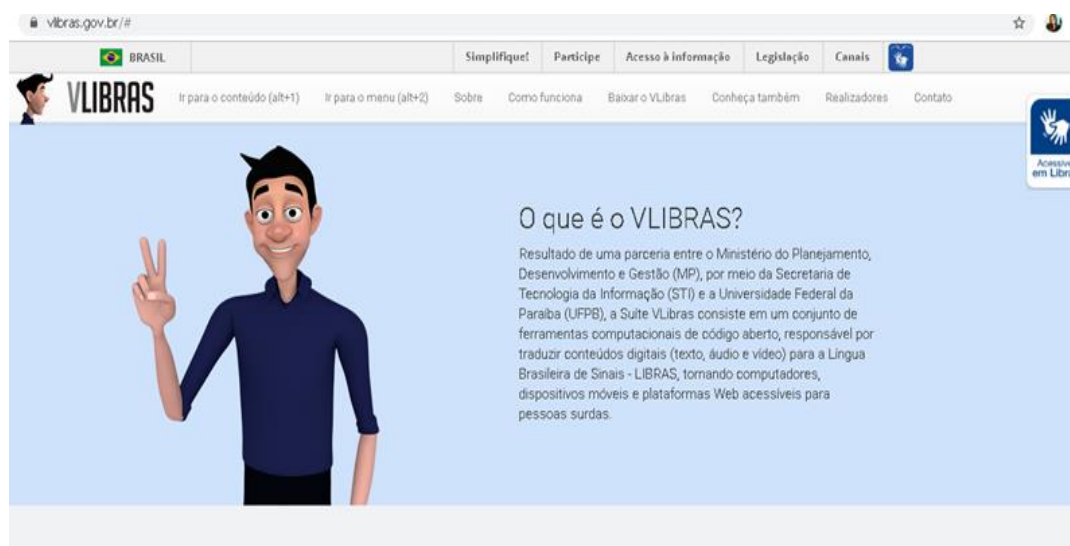 vlibras.gov.br/#
BRASIL Simplifique! Participe Acesso à informação Legislação Canais
VLIBRAS Ir para o conteúdo (alt+1) Ir para o menu (alt+2) Sobre Como funciona Baixar o VLibras Conheça também Realizadores Contato
Acessíve
em Libra
O que é o VLIBRAS?
Resultado de uma parceria entre o Ministério do Planejamento,
Desenvolvimento e Gestão (MP), por meio da Secretaria de
Tecnologia da Informação (STI) e a Universidade Federal da
Paraíba (UFPB), a Suíte VLibras consiste em um conjunto de
ferramentas computacionais de código aberto, responsável por
traduzir conteúdos digitais (texto, áudio e vídeo) para a Língua
Brasileira de Sinais - LIBRAS, tornando computadores,
dispositivos móveis e plataformas Web acessíveis para
pessoas surdas.